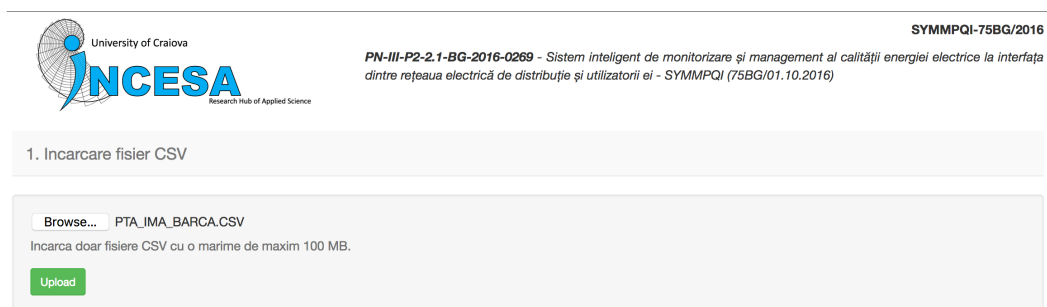 SYMMPQI-75BG/2016
University of Craiova
INCESA
Research Hub of Applied Science
PN-III-P2-2.1-BG-2016-0269 - Sistem inteligent de monitorizare și management al calității energiei electrice la interfața
dintre rețeaua electrică de distribuție și utilizatorii ei - SYMMPQI (75BG/01.10.2016)
1. Incarcare fisier CSV
Browse... PTA_IMA_BARCA.CSV
Incarca doar fisiere CSV cu o marime de maxim 100 MB.
Upload